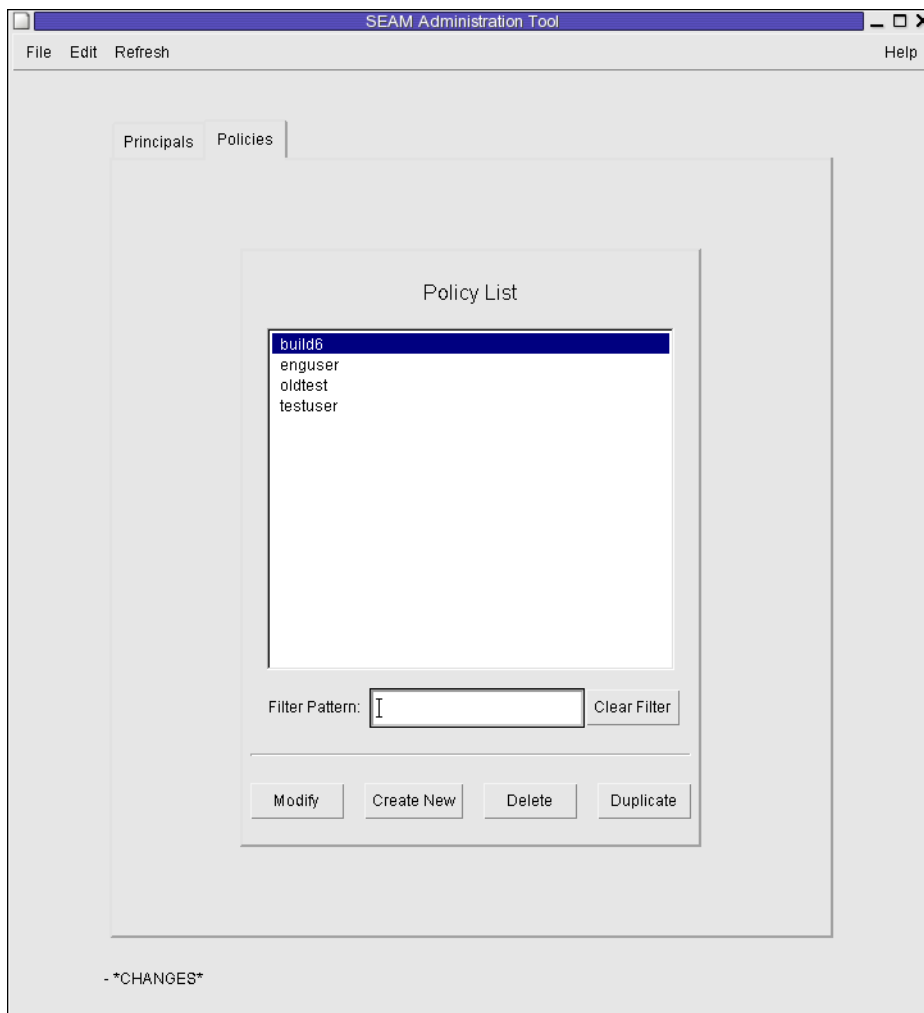 SEAM Administration Tool
File Edit Refresh Help
Principals Policies
Policy List
build6
enguser
oldtest
testuser
Filter Pattern: Clear Filter
Modify Create New Delete Duplicate
- *CHANGES*